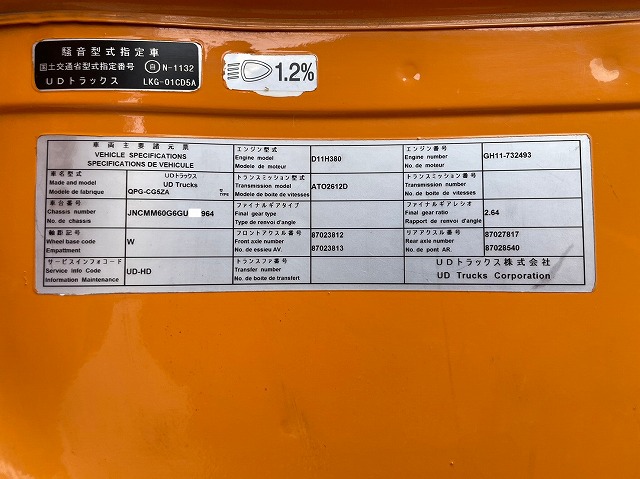 騒音型式指定車
国土交通省型式指定番号 自 N-1132
UDトラックス LKG-01CD5A
1.2%
車両主要諸元票
VEHICLE SPECIFICATIONS
SPECIFICATIONS DE VEHICULE
エンジン型式
Engine model
Modele de moteur
D11H380
エンジン番号
Engine number
No. de moteur
GH11-732493
車名型式
Made and model
Modele de fabrique
UDトラックス
UD Trucks
QPG-CG5ZA TYPE
トランスミッション型式
Transmission model
Modele de boite de vitesses
ATO2612D
トランスミッション番号
Transmission number
No. de boite de vitesses
車台番号
Chassis number
No. de chassis
JNCMM60G6GU 964
ファイナルギアタイプ
Final gear type
Type de renvoi d'angle
ファイナルギアレシオ
Final gear ratio
Rapport de renvoi d'angle
2.64
軸距記号
Wheel base code
Empattment
W
フロントアクスル番号
Front axle number
No. de essieu AV.
87023812
87023813
リアアクスル番号
Rear axle number
No. de pont AR.
87027817
87028540
サービスインフォコード
Service Info Code
Information Maintenance
UD-HD
トランスファ番号
Transfer number
No. de boite de transfert
UDトラックス株式会社
UD Trucks Corporation